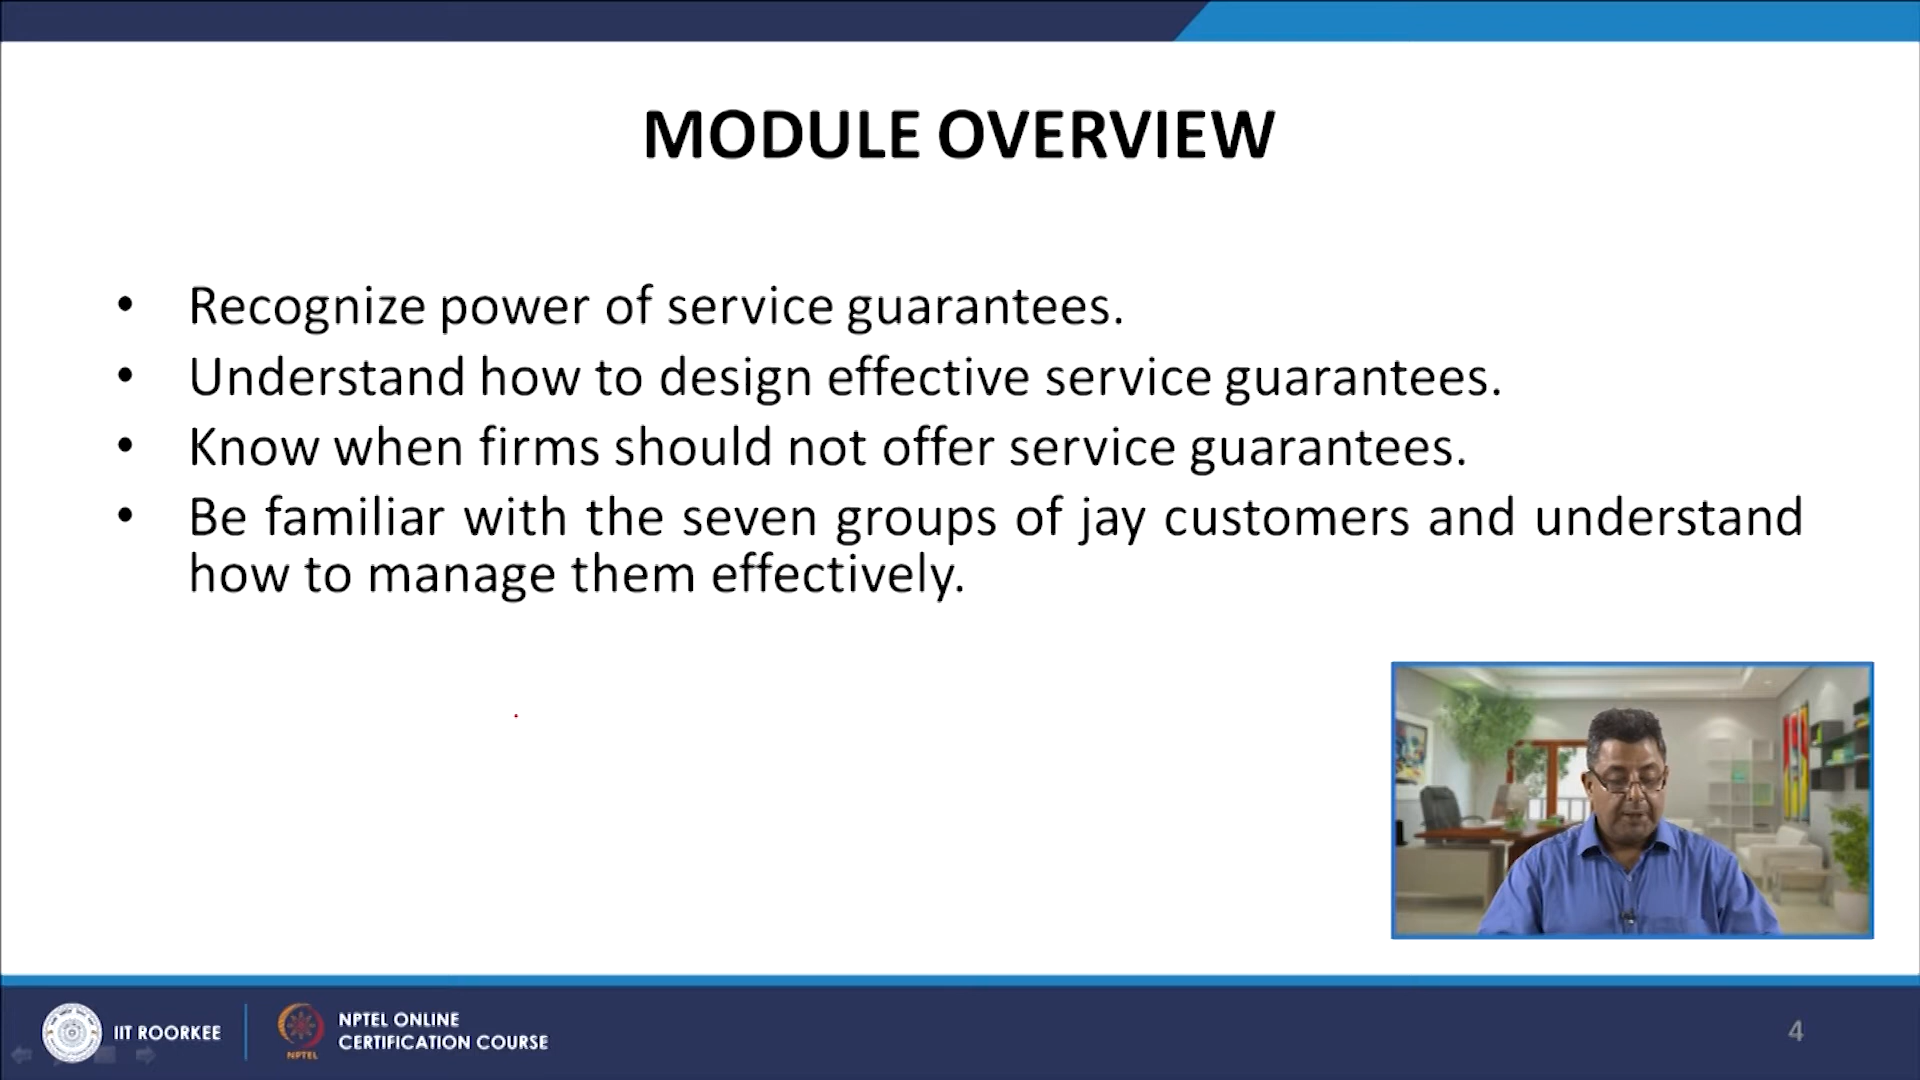 MODULE OVERVIEW
• Recognize power of service guarantees.
• Understand how to design effective service guarantees.
• Know when firms should not offer service guarantees.
• Be familiar with the seven groups of jay customers and understand
how to manage them effectively.
IIT ROORKEE
NPTEL
NPTEL ONLINE
CERTIFICATION COURSE
4